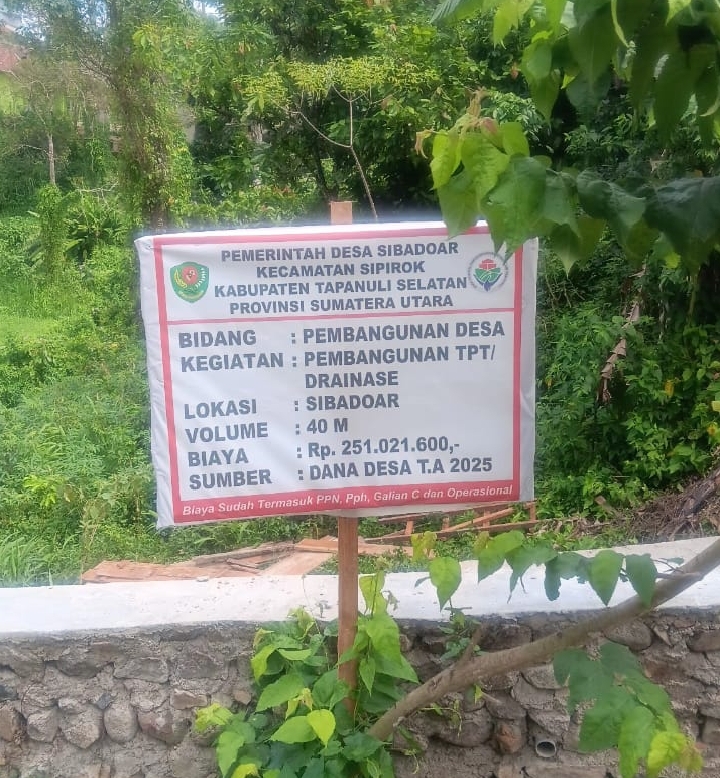 PEMERINTAH DESA SIBADOAR
KECAMATAN SIPIROK
KABUPATEN TAPANULI SELATAN
PROVINSI SUMATERA UTARA
BIDANG : PEMBANGUNAN DESA
KEGIATAN : PEMBANGUNAN TPT/
DRAINASE
LOKASI : SIBADOAR
VOLUME : 40 M
BIAYA : Rp. 251.021.600,-
SUMBER : DANA DESA T.A 2025
Biaya Sudah Termasuk PPN, Pph, Galian C dan Operasional